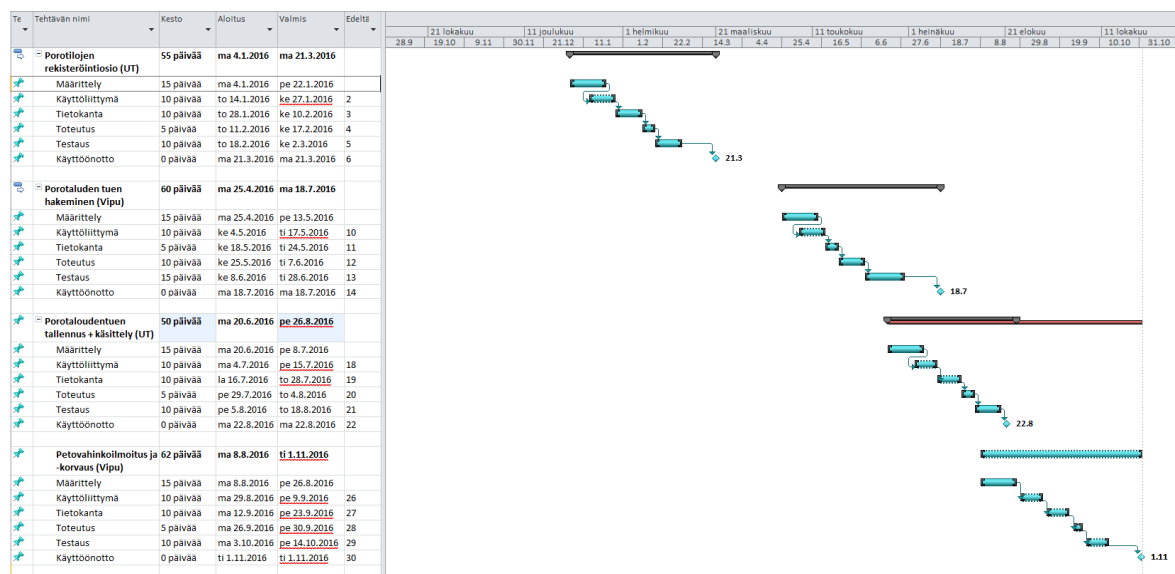 Te Tehtävän nimi Kesto Aloitus Valmis Edeltä
21 lokakuu 11 joulukuu 1 helmikuu 21 maaliskuu 11 toukokuu 1 heinäkuu 21 elokuu 11 lokakuu
28.9 19.10 9.11 30.11 21.12 11.1 1.2 22.2 14.3 4.4 25.4 16.5 6.6 27.6 18.7 8.8 29.8 19.9 10.10 31.10
Porotilojen 55 päivää ma 4.1.2016 ma 21.3.2016
rekisteröintiosio (UT)
Määrittely 15 päivää ma 4.1.2016 pe 22.1.2016
Käyttöliittymä 10 päivää to 14.1.2016 ke 27.1.2016 2
Tietokanta 10 päivää to 28.1.2016 ke 10.2.2016 3
Toteutus 5 päivää to 11.2.2016 ke 17.2.2016 4
Testaus 10 päivää to 18.2.2016 ke 2.3.2016 5
Käyttöönotto 0 päivää ma 21.3.2016 ma 21.3.2016 6 21.3
Porotaluden tuen 60 päivää ma 25.4.2016 ma 18.7.2016
hakeminen (Vipu)
Määrittely 15 päivää ma 25.4.2016 pe 13.5.2016
Käyttöliittymä 10 päivää ke 4.5.2016 ti 17.5.2016 10
Tietokanta 5 päivää ke 18.5.2016 ti 24.5.2016 11
Toteutus 10 päivää ke 25.5.2016 ti 7.6.2016 12
Testaus 15 päivää ke 8.6.2016 ti 28.6.2016 13
Käyttöönotto 0 päivää ma 18.7.2016 ma 18.7.2016 14 18.7
Porotaloudentuen 50 päivää ma 20.6.2016 pe 26.8.2016
tallennus + käsittely (UT)
Määrittely 15 päivää ma 20.6.2016 pe 8.7.2016
Käyttöliittymä 10 päivää ma 4.7.2016 pe 15.7.2016 18
Tietokanta 10 päivää la 16.7.2016 to 28.7.2016 19
Toteutus 5 päivää pe 29.7.2016 to 4.8.2016 20
Testaus 10 päivää pe 5.8.2016 to 18.8.2016 21
Käyttöönotto 0 päivää ma 22.8.2016 ma 22.8.2016 22 22.8
Petovahinkoilmoitus ja 62 päivää ma 8.8.2016 ti 1.11.2016
-korvaus (Vipu)
Määrittely 15 päivää ma 8.8.2016 pe 26.8.2016
Käyttöliittymä 10 päivää ma 29.8.2016 pe 9.9.2016 26
Tietokanta 10 päivää ma 12.9.2016 pe 23.9.2016 27
Toteutus 5 päivää ma 26.9.2016 pe 30.9.2016 28
Testaus 10 päivää ma 3.10.2016 pe 14.10.2016 29
Käyttöönotto 0 päivää ti 1.11.2016 ti 1.11.2016 30 1.11